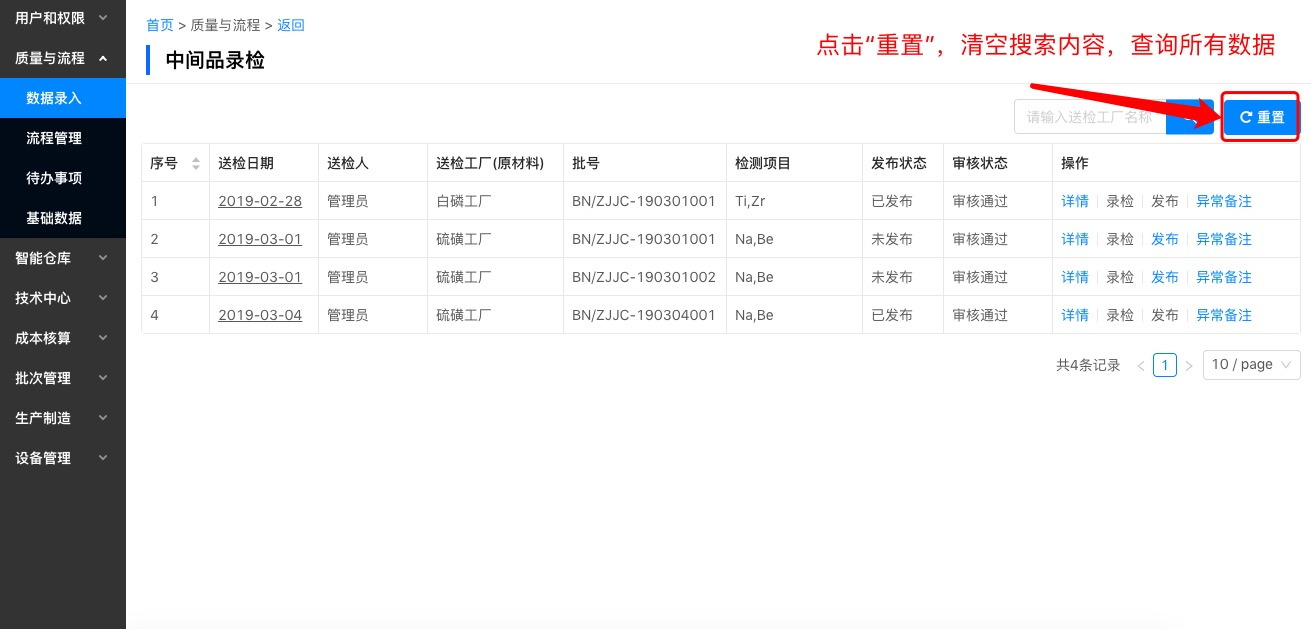 用户和权限
质量与流程
数据录入
流程管理
待办事项
基础数据
智能仓库
技术中心
成本核算
批次管理
生产制造
设备管理
首页 > 质量与流程 > 返回
中间品录检
点击“重置”，清空搜索内容，查询所有数据
请输入送检工厂名称
重置
序号 送检日期 送检人 送检工厂(原材料) 批号 检测项目 发布状态 审核状态 操作
1 2019-02-28 管理员 白磷工厂 BN/ZJJC-190301001 Ti,Zr 已发布 审核通过 详情 录检 发布 异常备注
2 2019-03-01 管理员 硫磺工厂 BN/ZJJC-190301001 Na,Be 未发布 审核通过 详情 录检 发布 异常备注
3 2019-03-01 管理员 硫磺工厂 BN/ZJJC-190301002 Na,Be 未发布 审核通过 详情 录检 发布 异常备注
4 2019-03-04 管理员 硫磺工厂 BN/ZJJC-190304001 Na,Be 已发布 审核通过 详情 录检 发布 异常备注
共4条记录 < 1 > 10 / page